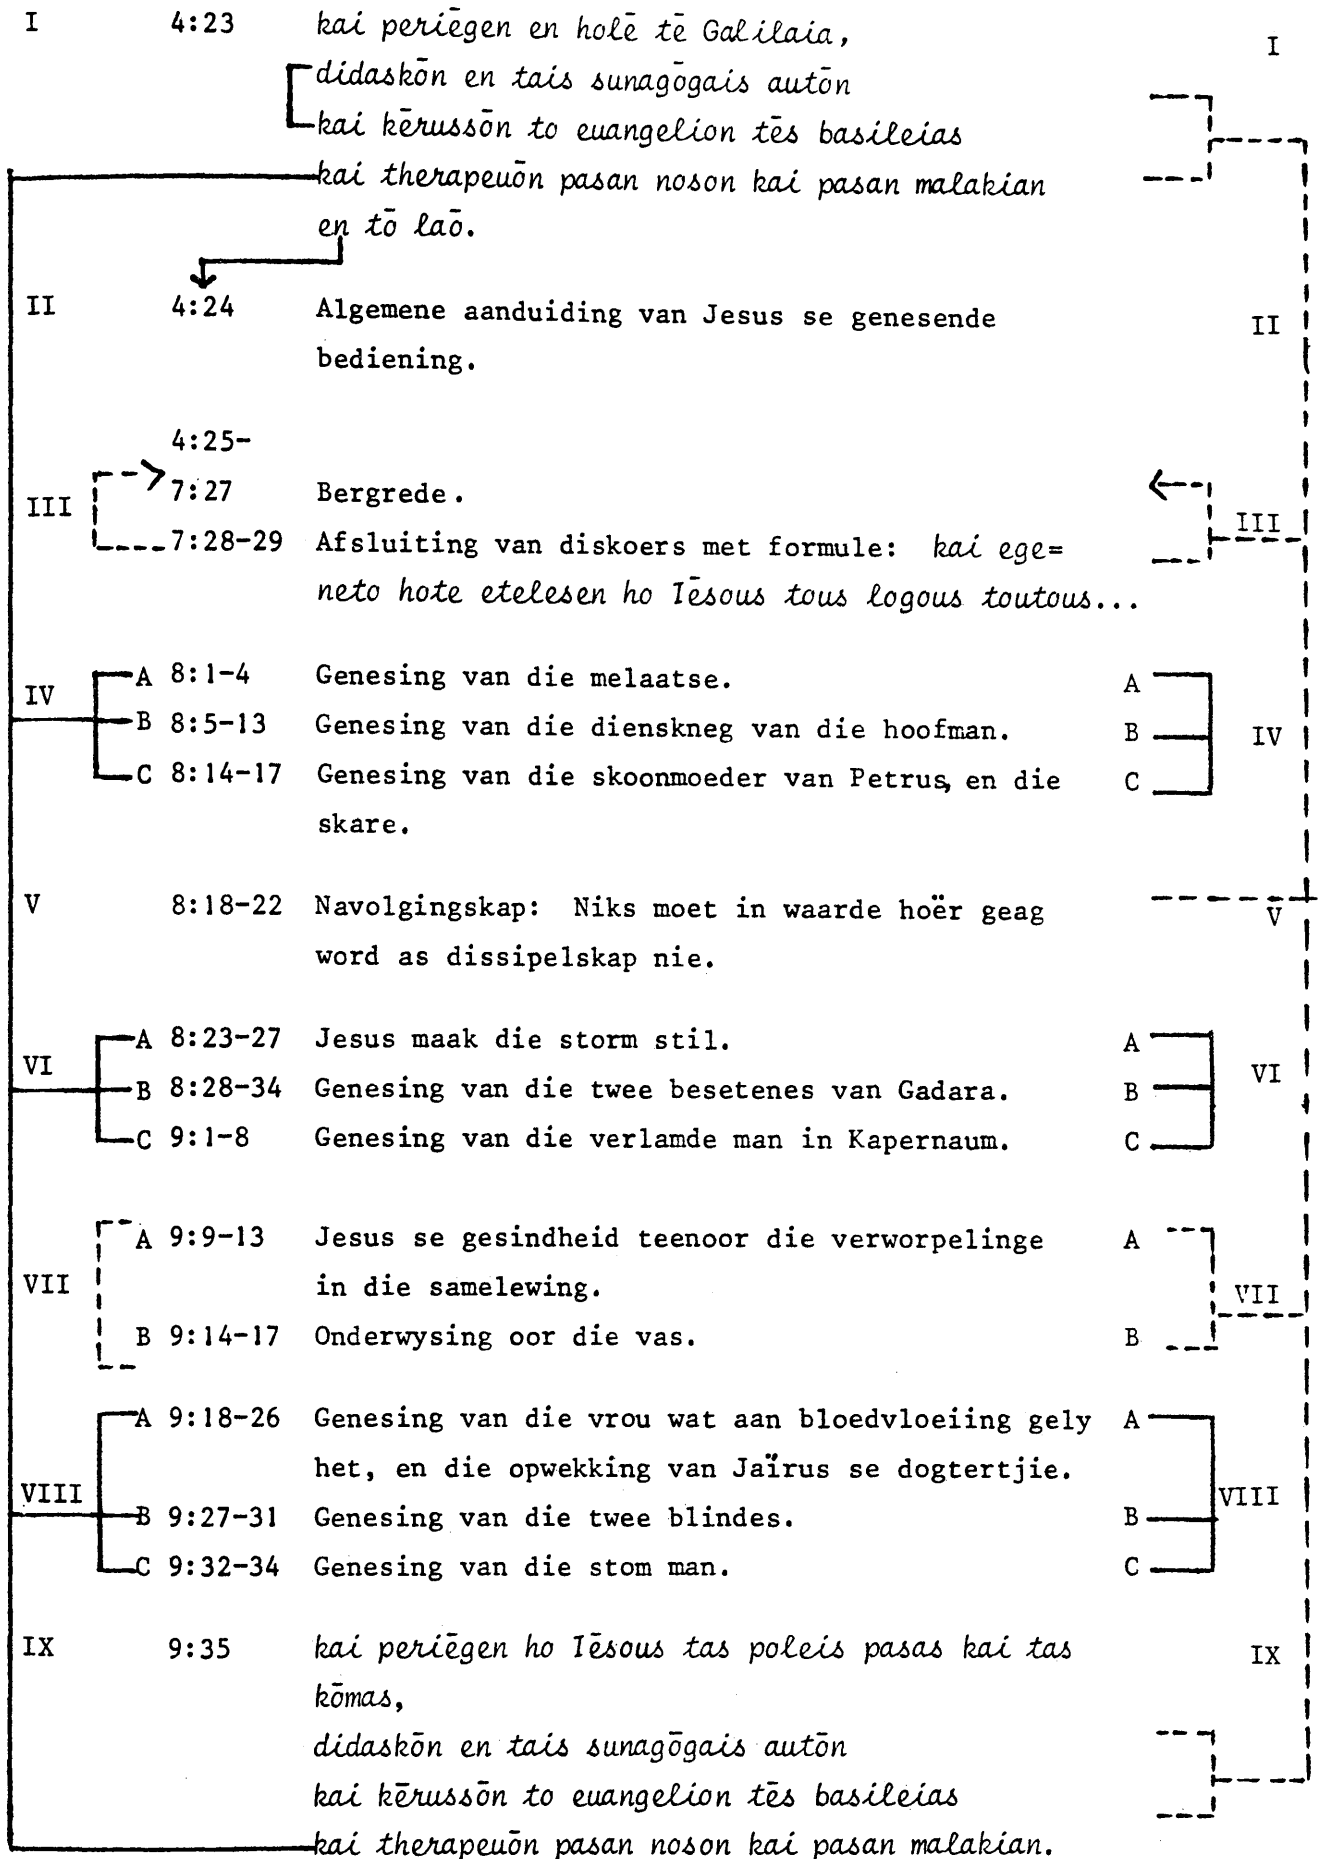 I 4:23 kai periēgen en holē tē Galilaia, I
didaskōn en tais sunagōgais autōn
kai kērussōn to euangelion tēs basileias
kai therapeuōn pasan noson kai pasan malakian
en tō laō.
II 4:24 Algemene aanduiding van Jesus se genesende II
bediening.
4:25-
III 7:27 Bergrede. III
7:28-29 Afsluiting van diskoers met formule: kai ege=
neto hote etelesen ho Iēsous tous logous toutous...
IV A 8:1-4 Genesing van die melaatse. A
B 8:5-13 Genesing van die dienskneg van die hoofman. B IV
C 8:14-17 Genesing van die skoonmoeder van Petrus, en die C
skare.
V 8:18-22 Navolgingskap: Niks moet in waarde hoër geag V
word as dissipelskap nie.
VI A 8:23-27 Jesus maak die storm stil. A VI
B 8:28-34 Genesing van die twee besetenes van Gadara. B
C 9:1-8 Genesing van die verlamde man in Kapernaum. C
A 9:9-13 Jesus se gesindheid teenoor die verworpelinge A
VII in die samelewing. VII
B 9:14-17 Onderwysing oor die vas. B
A 9:18-26 Genesing van die vrou wat aan bloedvloeiing gely A
het, en die opwekking van Jaïrus se dogtertjie.
VIII B 9:27-31 Genesing van die twee blindes. B VIII
C 9:32-34 Genesing van die stom man. C
IX 9:35 kai periēgen ho Iēsous tas poleis pasas kai tas IX
kōmas,
didaskōn en tais sunagōgais autōn
kai kērussōn to euangelion tēs basileias
kai therapeuōn pasan noson kai pasan malakian.